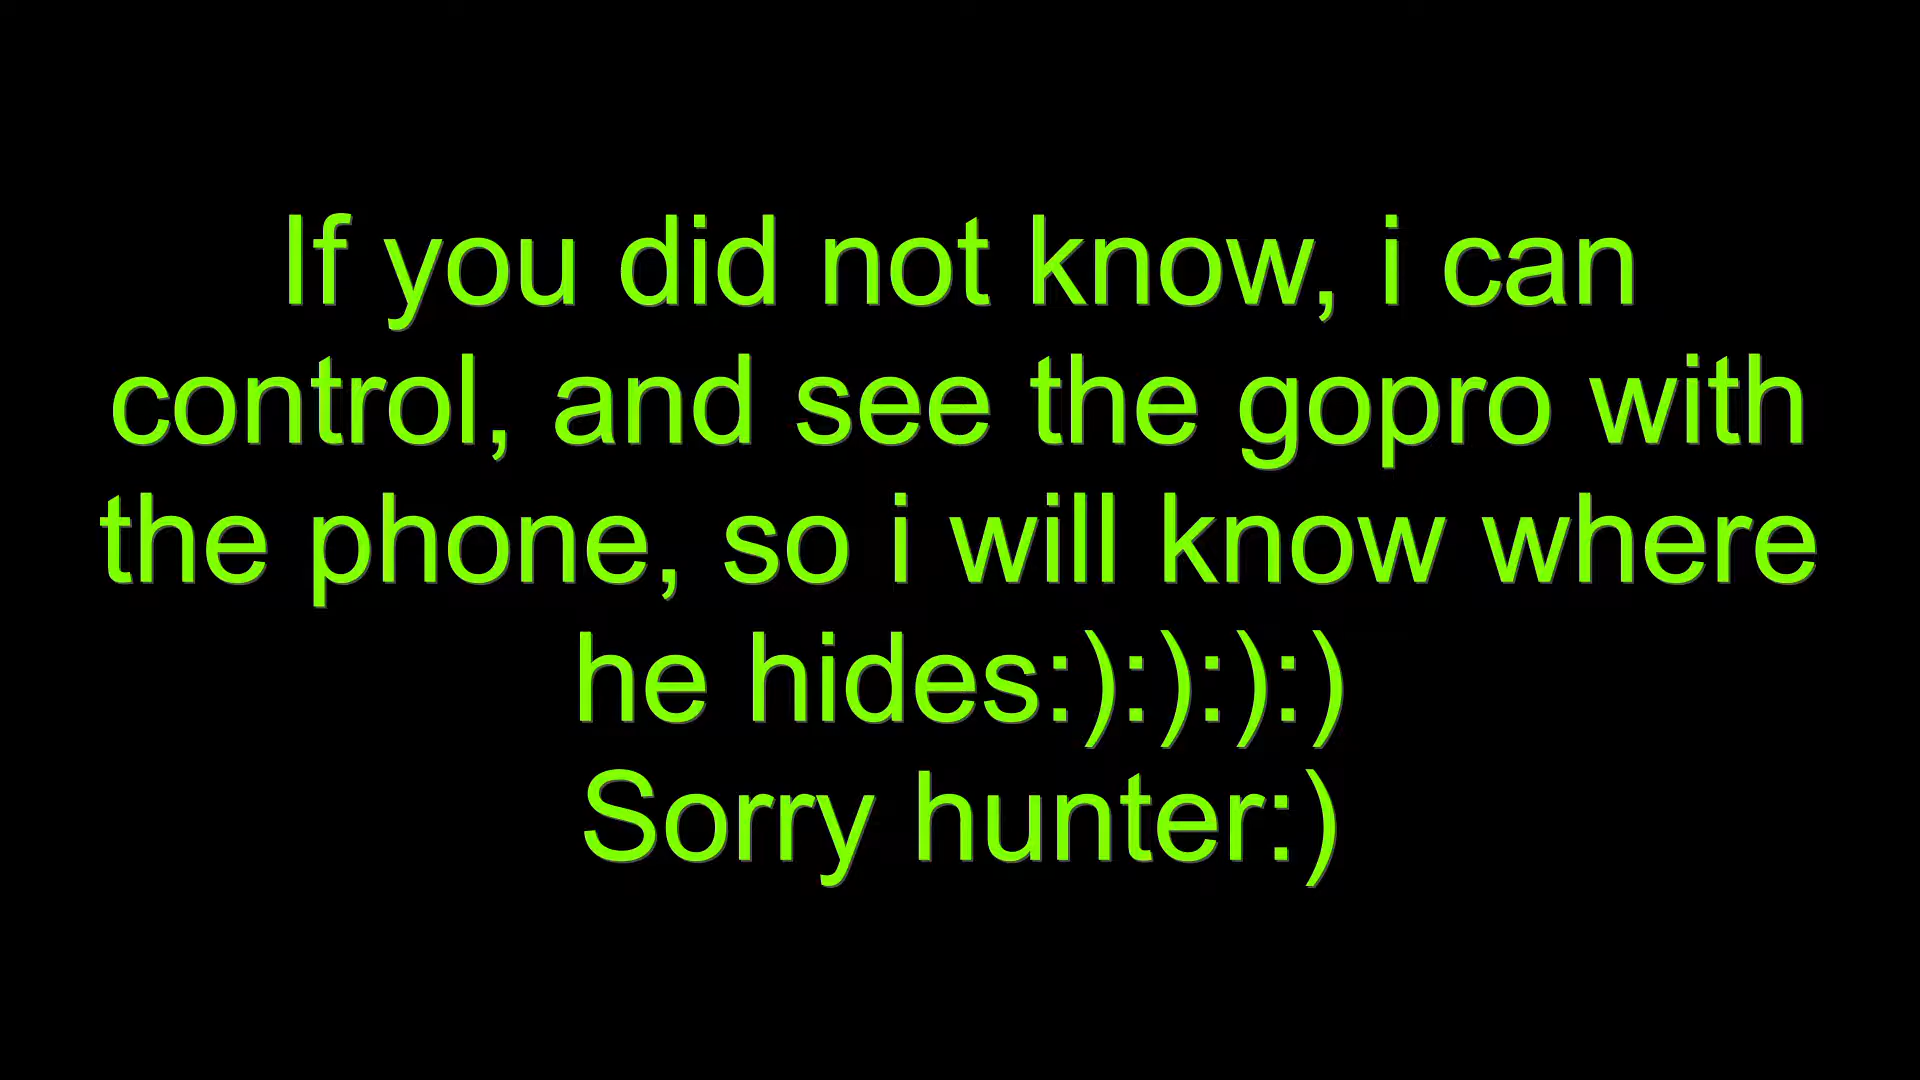 If you did not know, i can
control, and see the gopro with
the phone, so i will know where
he hides:):):):)
Sorry hunter:)